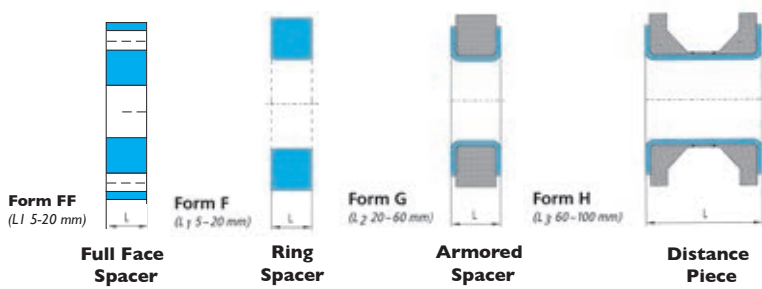 Form FF
(L1 5-20 mm)
L
Full Face
Spacer
Form F
(L1 5–20 mm)
L
Ring
Spacer
Form G
(L2 20–60 mm)
L
Armored
Spacer
Form H
(L3 60–100 mm)
L
Distance
Piece